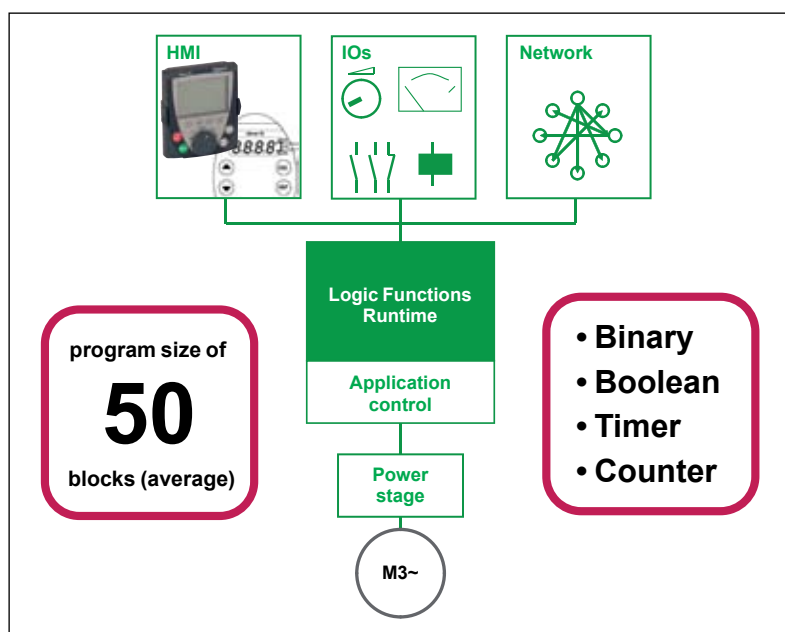 HMI
IOs
Network
8888
Logic Functions
Runtime
program size of
50
blocks (average)
Application
control
• Binary
• Boolean
• Timer
• Counter
Power
stage
M3~